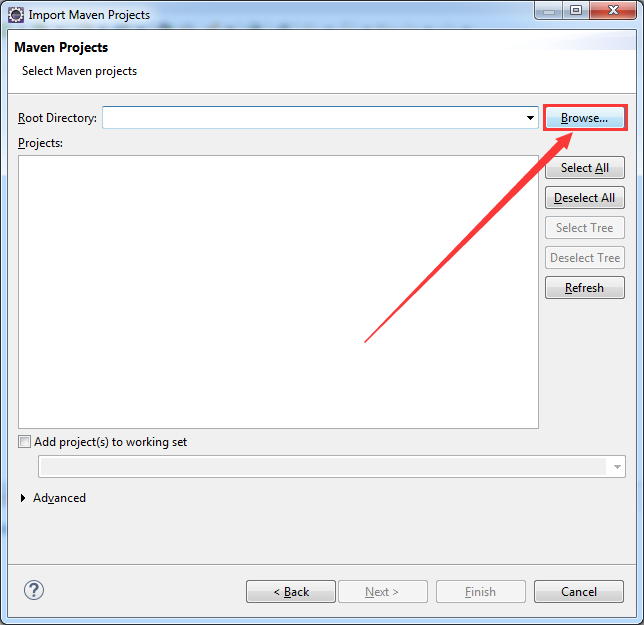 Import Maven Projects
Maven Projects
Select Maven projects
Root Directory:
Browse...
Projects:
Select All
Deselect All
Select Tree
Deselect Tree
Refresh
Add project(s) to working set
Advanced
?
< Back
Next >
Finish
Cancel